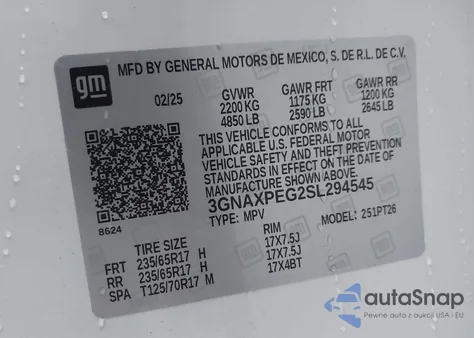 gm
MFD BY GENERAL MOTORS DE MEXICO, S. DE R.L. DE C.V.
02/25 GVWR GAWR FRT GAWR RR
2200 KG 1175 KG 1200 KG
4850 LB 2590 LB 2645 LB
THIS VEHICLE CONFORMS TO ALL
APPLICABLE U.S. FEDERAL MOTOR
VEHICLE SAFETY AND THEFT PREVENTION
STANDARDS IN EFFECT ON THE DATE OF
MANUFACTURE SHOWN ABOVE.
3GNAXPEG2SL294545
8624 TYPE: MPV MODEL: 251PT26
TIRE SIZE RIM
FRT 235/65R17 H 17X7.5J
RR 235/65R17 H 17X7.5J
SPA T125/70R17 M 17X4BT
autoSnap
Pewne auto z aukcji USA i EU